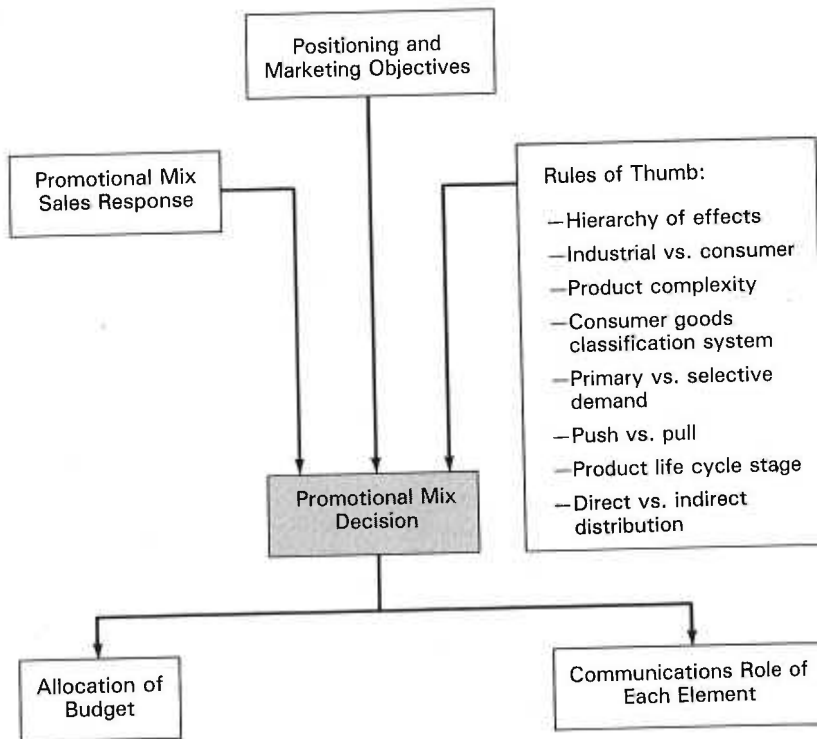 Positioning and
Marketing Objectives
Promotional Mix
Sales Response
Rules of Thumb:
—Hierarchy of effects
—Industrial vs. consumer
—Product complexity
—Consumer goods
classification system
—Primary vs. selective
demand
—Push vs. pull
—Product life cycle stage
—Direct vs. indirect
distribution
Promotional Mix
Decision
Allocation of
Budget
Communications Role of
Each Element